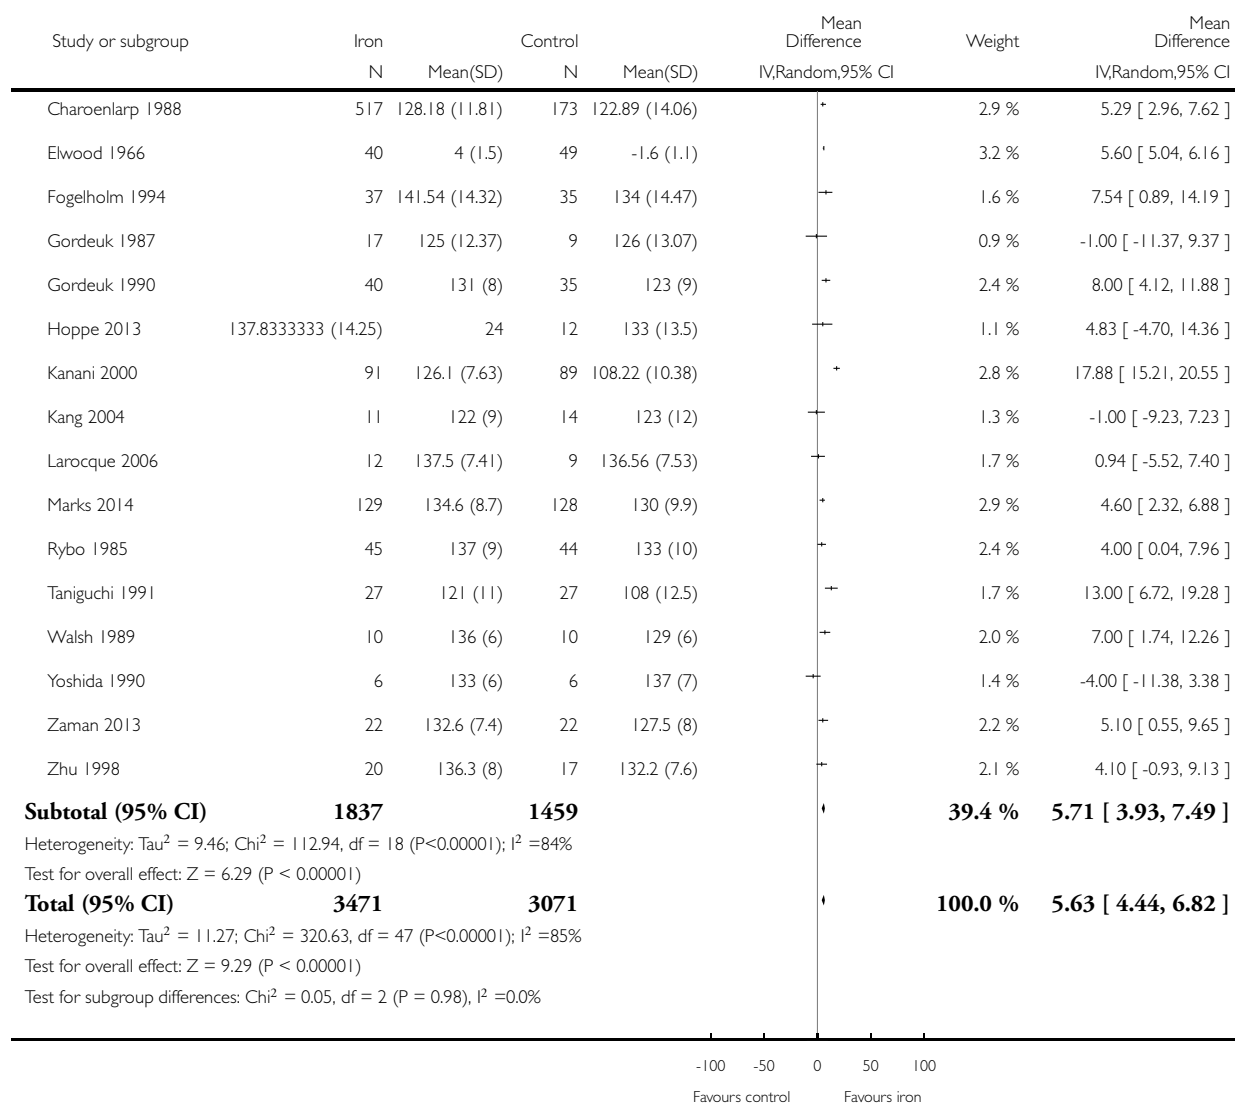 Study or subgroup Iron Control Mean Difference Weight Mean Difference
N Mean(SD) N Mean(SD) IV,Random,95% CI IV,Random,95% CI
Charoenlarp 1988 517 128.18 (11.81) 173 122.89 (14.06) 2.9 % 5.29 [ 2.96, 7.62 ]
Elwood 1966 40 4 (1.5) 49 -1.6 (1.1) 3.2 % 5.60 [ 5.04, 6.16 ]
Fogelholm 1994 37 141.54 (14.32) 35 134 (14.47) 1.6 % 7.54 [ 0.89, 14.19 ]
Gordeuk 1987 17 125 (12.37) 9 126 (13.07) 0.9 % -1.00 [ -11.37, 9.37 ]
Gordeuk 1990 40 131 (8) 35 123 (9) 2.4 % 8.00 [ 4.12, 11.88 ]
Hoppe 2013 137.8333333 (14.25) 24 12 133 (13.5) 1.1 % 4.83 [ -4.70, 14.36 ]
Kanani 2000 91 126.1 (7.63) 89 108.22 (10.38) 2.8 % 17.88 [ 15.21, 20.55 ]
Kang 2004 11 122 (9) 14 123 (12) 1.3 % -1.00 [ -9.23, 7.23 ]
Larocque 2006 12 137.5 (7.41) 9 136.56 (7.53) 1.7 % 0.94 [ -5.52, 7.40 ]
Marks 2014 129 134.6 (8.7) 128 130 (9.9) 2.9 % 4.60 [ 2.32, 6.88 ]
Rybo 1985 45 137 (9) 44 133 (10) 2.4 % 4.00 [ 0.04, 7.96 ]
Taniguchi 1991 27 121 (11) 27 108 (12.5) 1.7 % 13.00 [ 6.72, 19.28 ]
Walsh 1989 10 136 (6) 10 129 (6) 2.0 % 7.00 [ 1.74, 12.26 ]
Yoshida 1990 6 133 (6) 6 137 (7) 1.4 % -4.00 [ -11.38, 3.38 ]
Zaman 2013 22 132.6 (7.4) 22 127.5 (8) 2.2 % 5.10 [ 0.55, 9.65 ]
Zhu 1998 20 136.3 (8) 17 132.2 (7.6) 2.1 % 4.10 [ -0.93, 9.13 ]
Subtotal (95% CI) 1837 1459 39.4 % 5.71 [ 3.93, 7.49 ]
Heterogeneity: Tau² = 9.46; Chi² = 112.94, df = 18 (P<0.00001); I² =84%
Test for overall effect: Z = 6.29 (P < 0.00001)
Total (95% CI) 3471 3071 100.0 % 5.63 [ 4.44, 6.82 ]
Heterogeneity: Tau² = 11.27; Chi² = 320.63, df = 47 (P<0.00001); I² =85%
Test for overall effect: Z = 9.29 (P < 0.00001)
Test for subgroup differences: Chi² = 0.05, df = 2 (P = 0.98), I² =0.0%
-100 -50 0 50 100
Favours control Favours iron